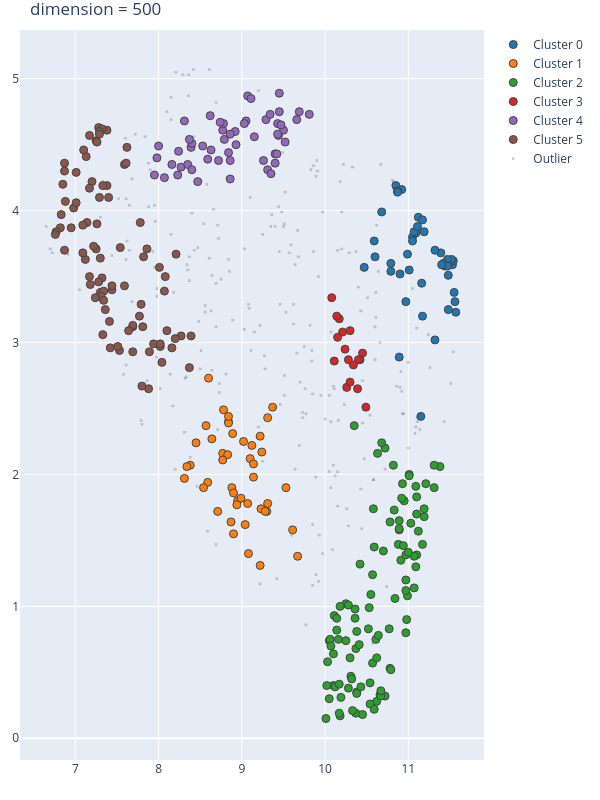 dimension = 500
Cluster 0
Cluster 1
Cluster 2
Cluster 3
Cluster 4
Cluster 5
Outlier
5
4
3
2
1
0
7 8 9 10 11